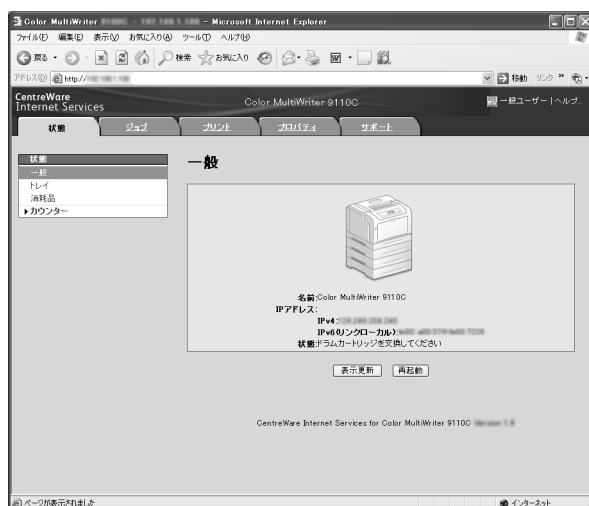 Color MultiWriter - Microsoft Internet Explorer
ファイル(F) 編集(E) 表示(V) お気に入り(A) ツール(T) ヘルプ(H)
戻る 検索 お気に入り
アドレス(D) http:// 移動 リンク »
CentreWare
Internet Services
Color MultiWriter 9110C
一般ユーザー | ヘルプ...
状態 ジョブ プリント プロパティ サポート
状態
一般
トレイ
消耗品
カウンター
一般
名前:Color MultiWriter 9110C
IPアドレス:
IPv4:
IPv6(リンクローカル):
状態:ドラムカートリッジを交換してください
表示更新 再起動
CentreWare Internet Services for Color MultiWriter 9110C
ページが表示されました インターネット